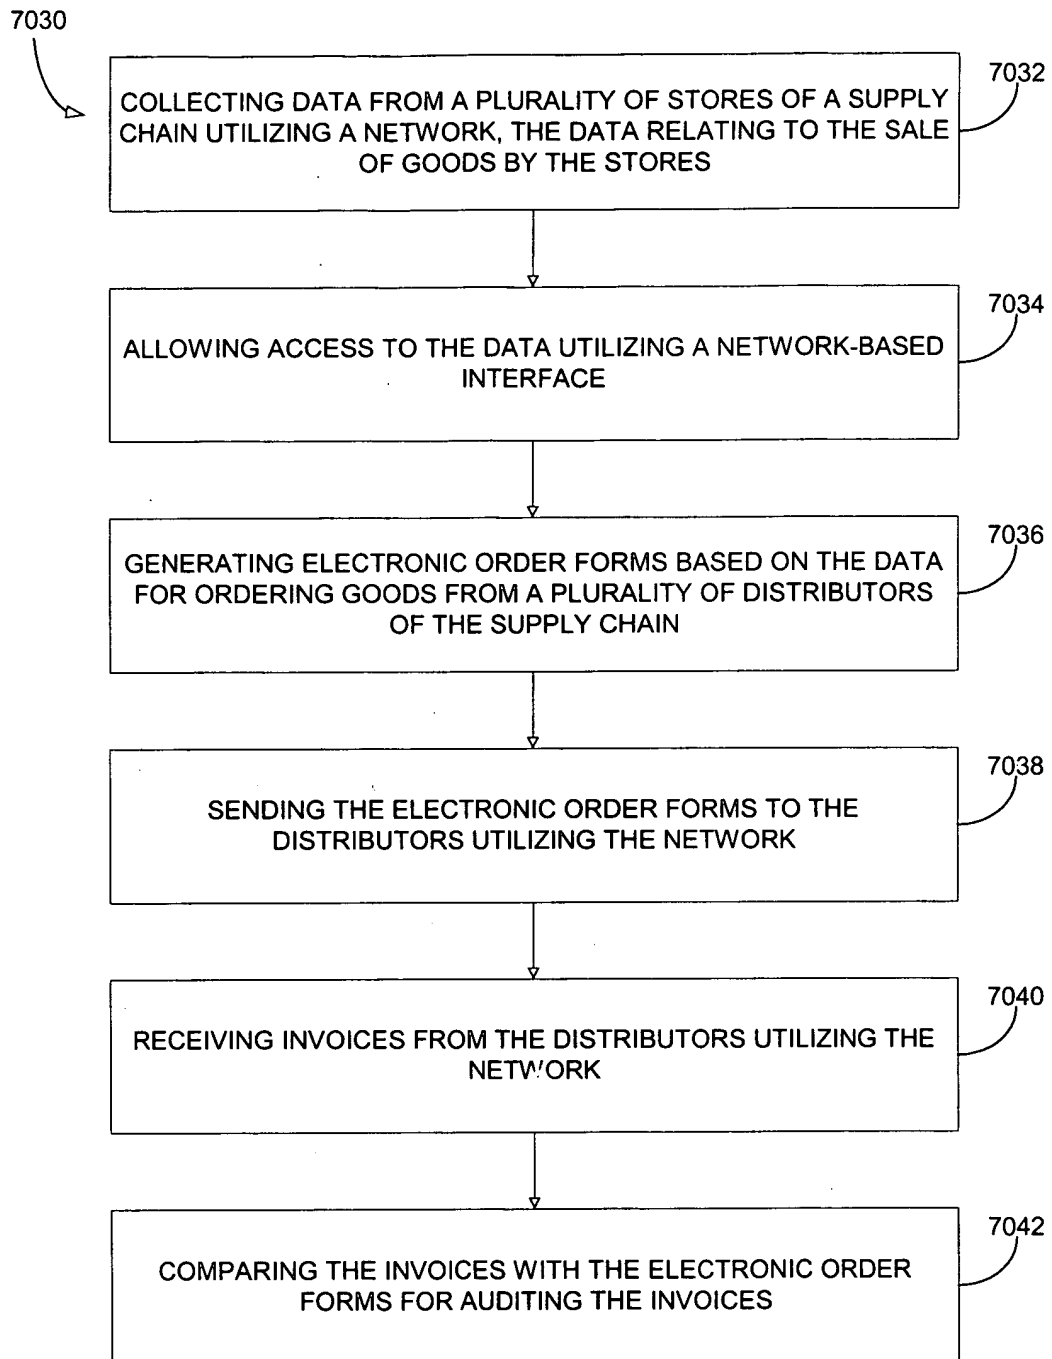 7030
7032
COLLECTING DATA FROM A PLURALITY OF STORES OF A SUPPLY
CHAIN UTILIZING A NETWORK, THE DATA RELATING TO THE SALE
OF GOODS BY THE STORES
7034
ALLOWING ACCESS TO THE DATA UTILIZING A NETWORK-BASED
INTERFACE
7036
GENERATING ELECTRONIC ORDER FORMS BASED ON THE DATA
FOR ORDERING GOODS FROM A PLURALITY OF DISTRIBUTORS
OF THE SUPPLY CHAIN
7038
SENDING THE ELECTRONIC ORDER FORMS TO THE
DISTRIBUTORS UTILIZING THE NETWORK
7040
RECEIVING INVOICES FROM THE DISTRIBUTORS UTILIZING THE
NETWORK
7042
COMPARING THE INVOICES WITH THE ELECTRONIC ORDER
FORMS FOR AUDITING THE INVOICES